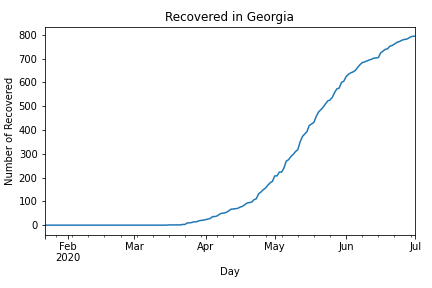 Recovered in Georgia
Number of Recovered
800
700
600
500
400
300
200
100
0
Feb
2020
Mar
Apr
May
Jun
Jul
Day